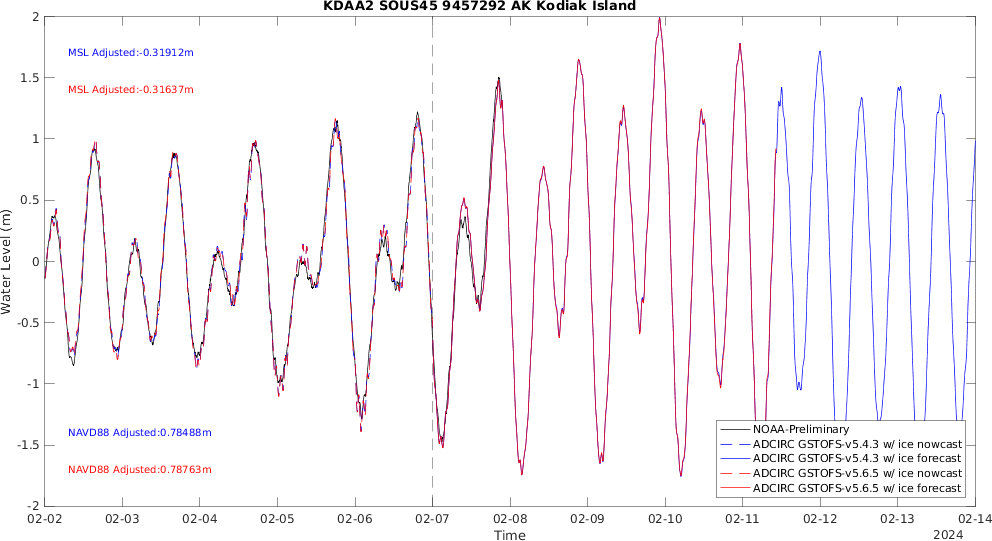 KDAA2 SOUS45 9457292 AK Kodiak Island
2
1.5
1
0.5
0
-0.5
-1
-1.5
-2
Water Level (m)
MSL Adjusted:-0.31912m
MSL Adjusted:-0.31637m
NAVD88 Adjusted:0.78488m
NAVD88 Adjusted:0.78763m
NOAA-Preliminary
ADCIRC GSTOFS-v5.4.3 w/ ice nowcast
ADCIRC GSTOFS-v5.4.3 w/ ice forecast
ADCIRC GSTOFS-v5.6.5 w/ ice nowcast
ADCIRC GSTOFS-v5.6.5 w/ ice forecast
02-02 02-03 02-04 02-05 02-06 02-07 02-08 02-09 02-10 02-11 02-12 02-13 02-14
Time
2024